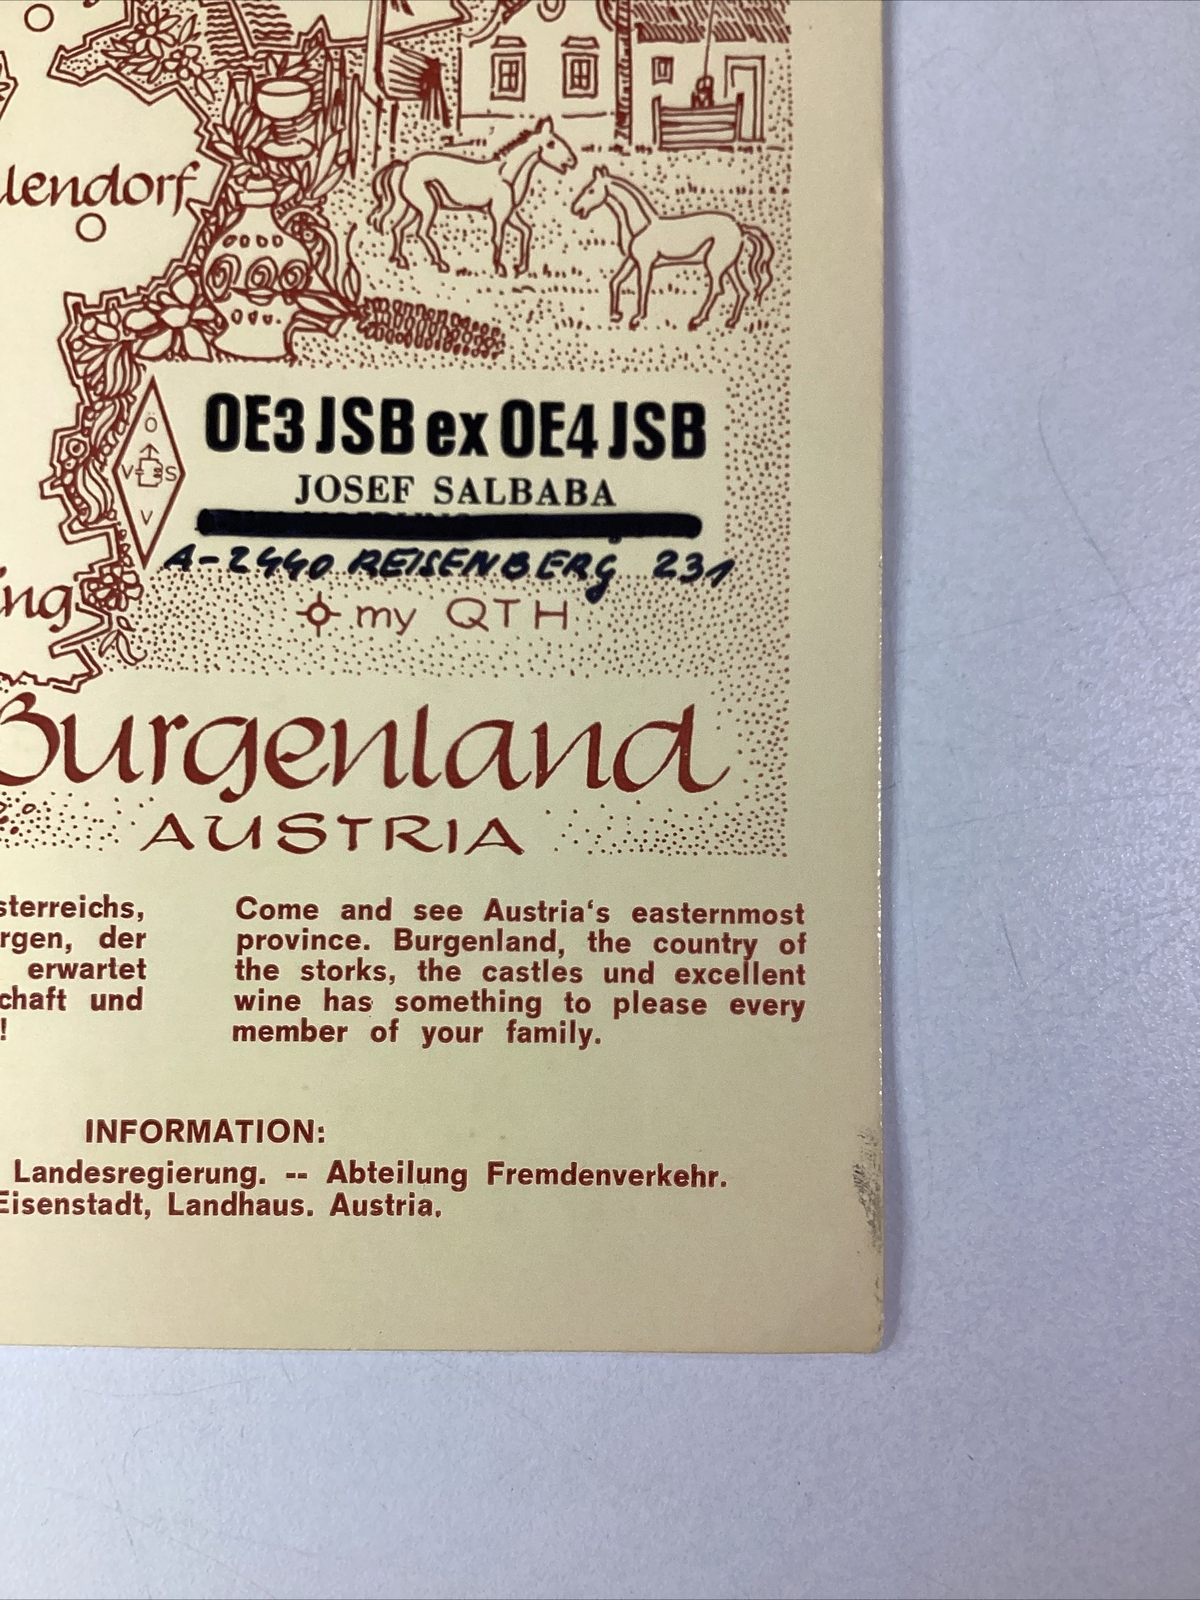 lendorf
OE3 JSB ex OE4 JSB
JOSEF SALBABA
Ö
V S
V
A-2440 REISENBERG 231
ing
my QTH
Burgenland
AUSTRIA
sterreichs,
rgen, der
erwartet
chaft und
!
Come and see Austria‘s easternmost
province. Burgenland, the country of
the storks, the castles und excellent
wine has something to please every
member of your family.
INFORMATION:
Landesregierung. -- Abteilung Fremdenverkehr.
Eisenstadt, Landhaus. Austria.